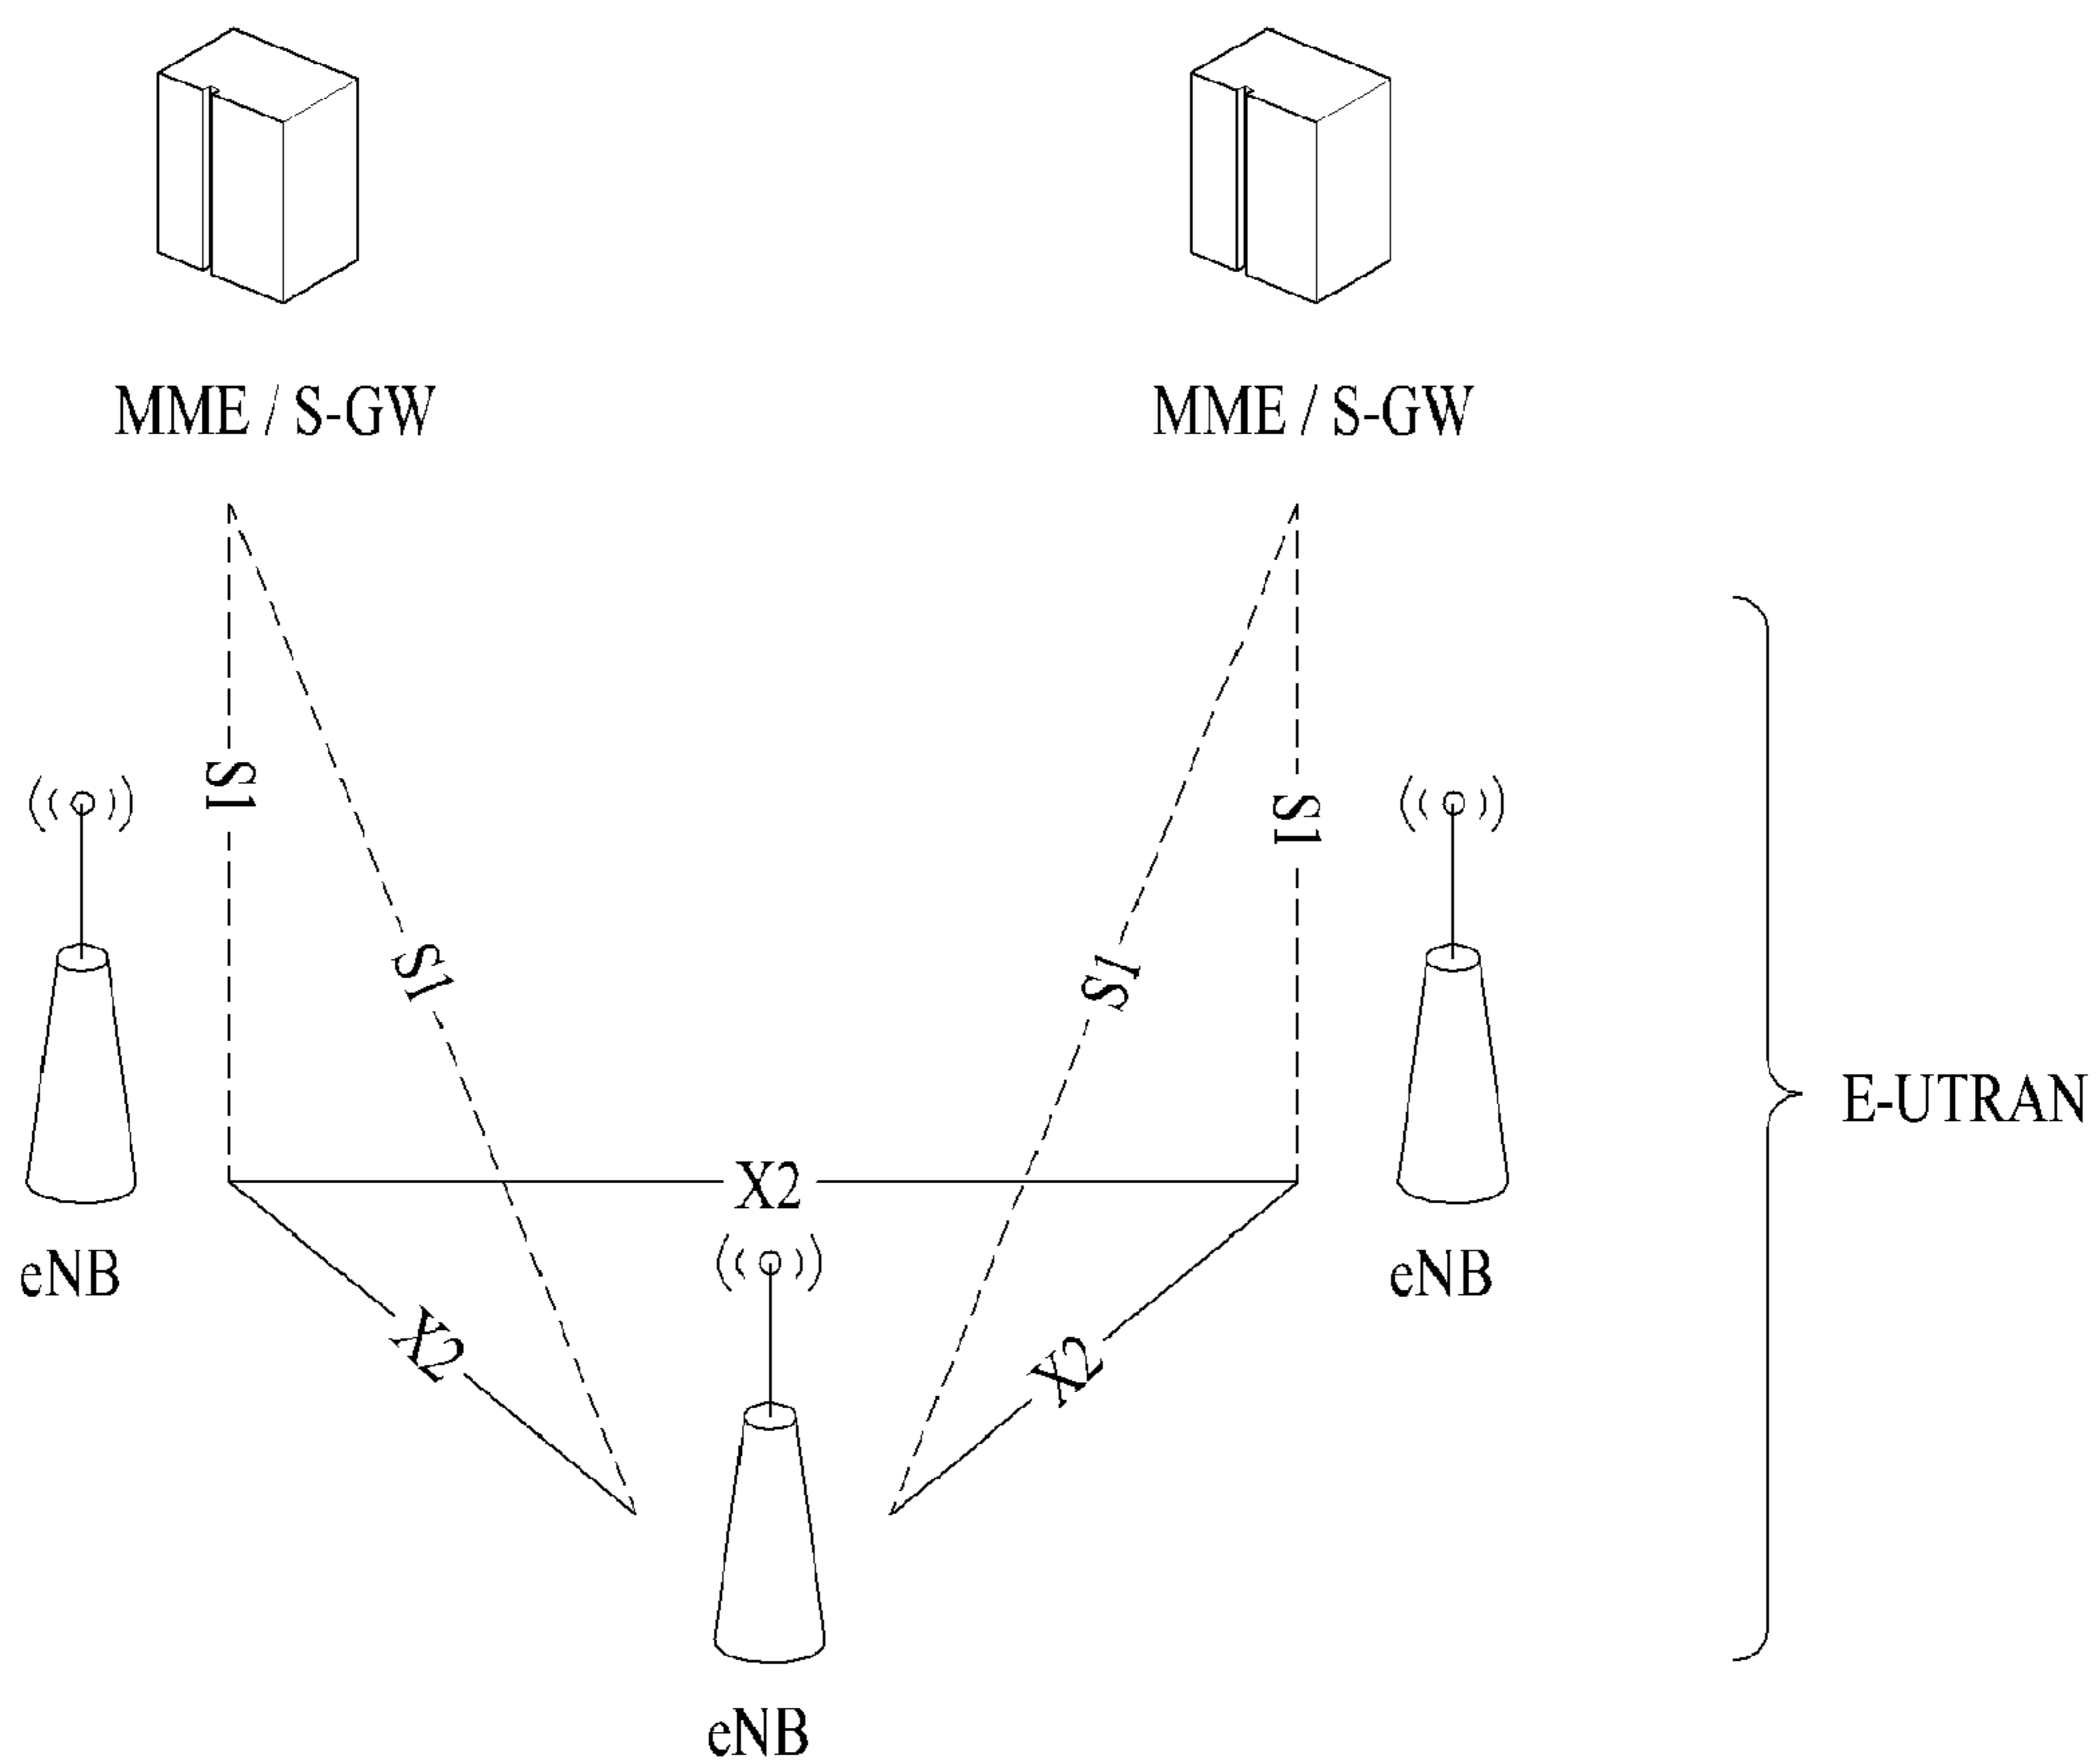 MME / S-GW
MME / S-GW
S1
S1
S1
S1
E-UTRAN
X2
eNB
eNB
X2
X2
eNB